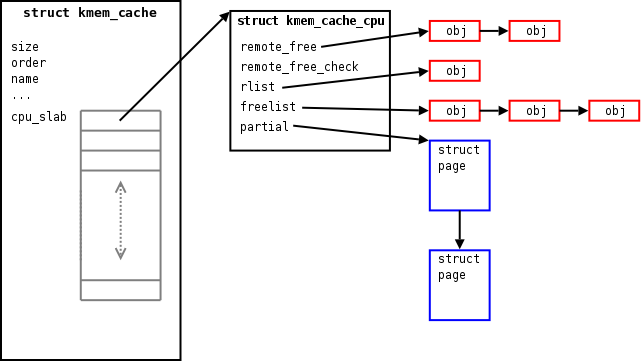 struct kmem_cache
size
order
name
...
cpu_slab
struct kmem_cache_cpu
remote_free
remote_free_check
rlist
freelist
partial
obj obj
obj
obj obj obj
struct
page
struct
page